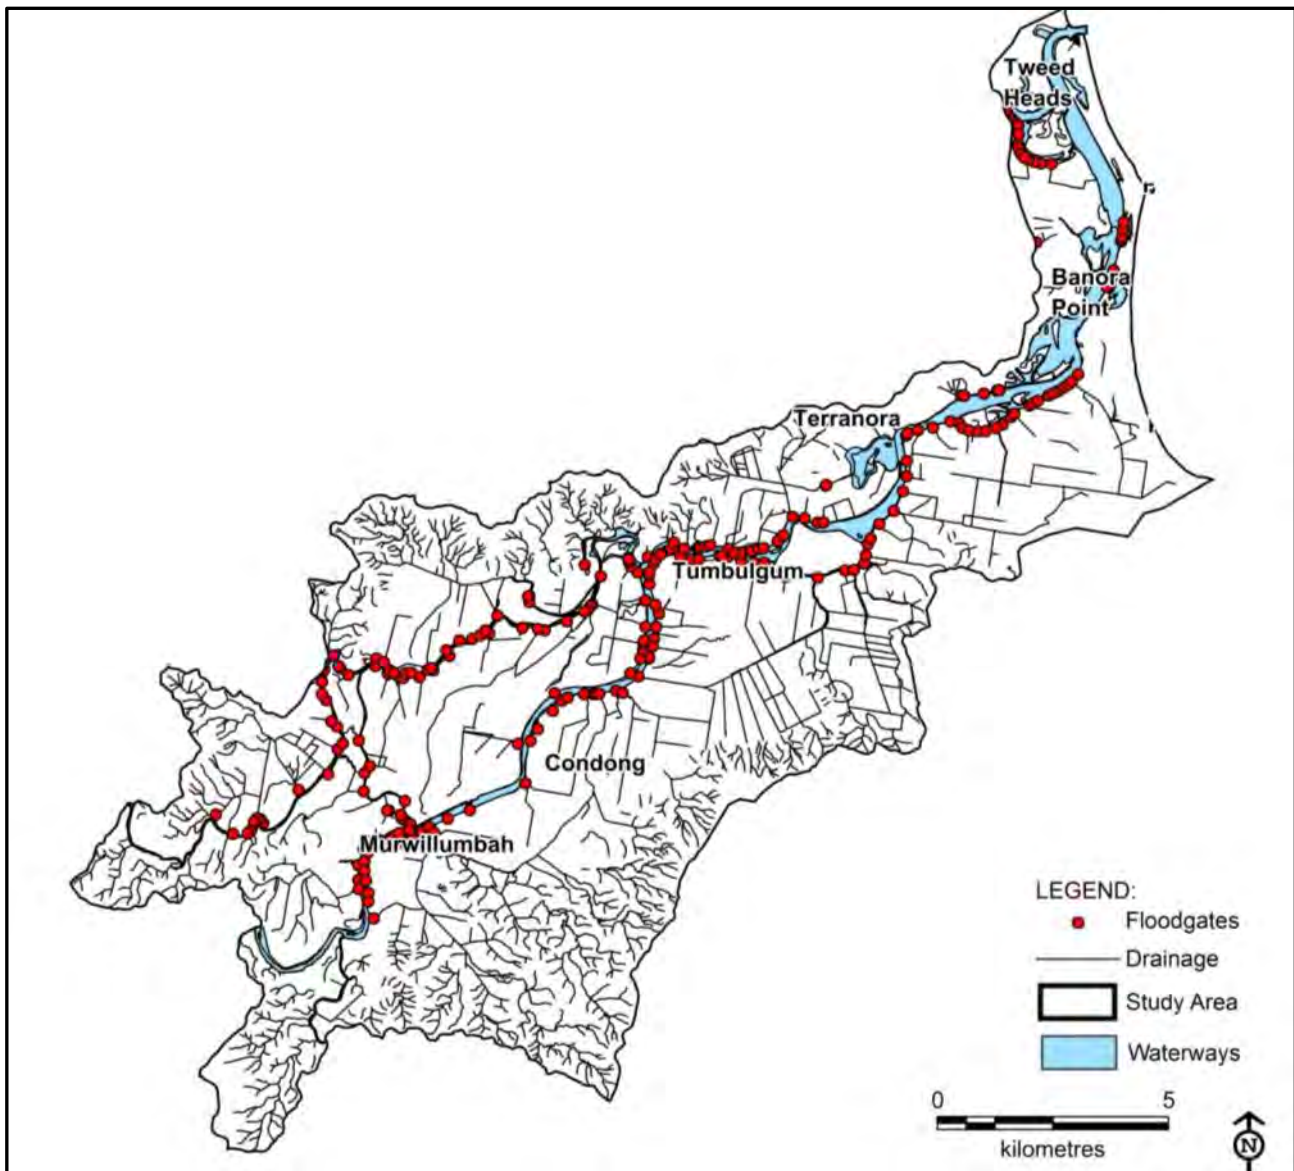 Tweed
Heads
Banora
Point
Terranora
Tumbulgum
Condong
Murwillumbah
LEGEND:
Floodgates
Drainage
Study Area
Waterways
0 5
kilometres
N